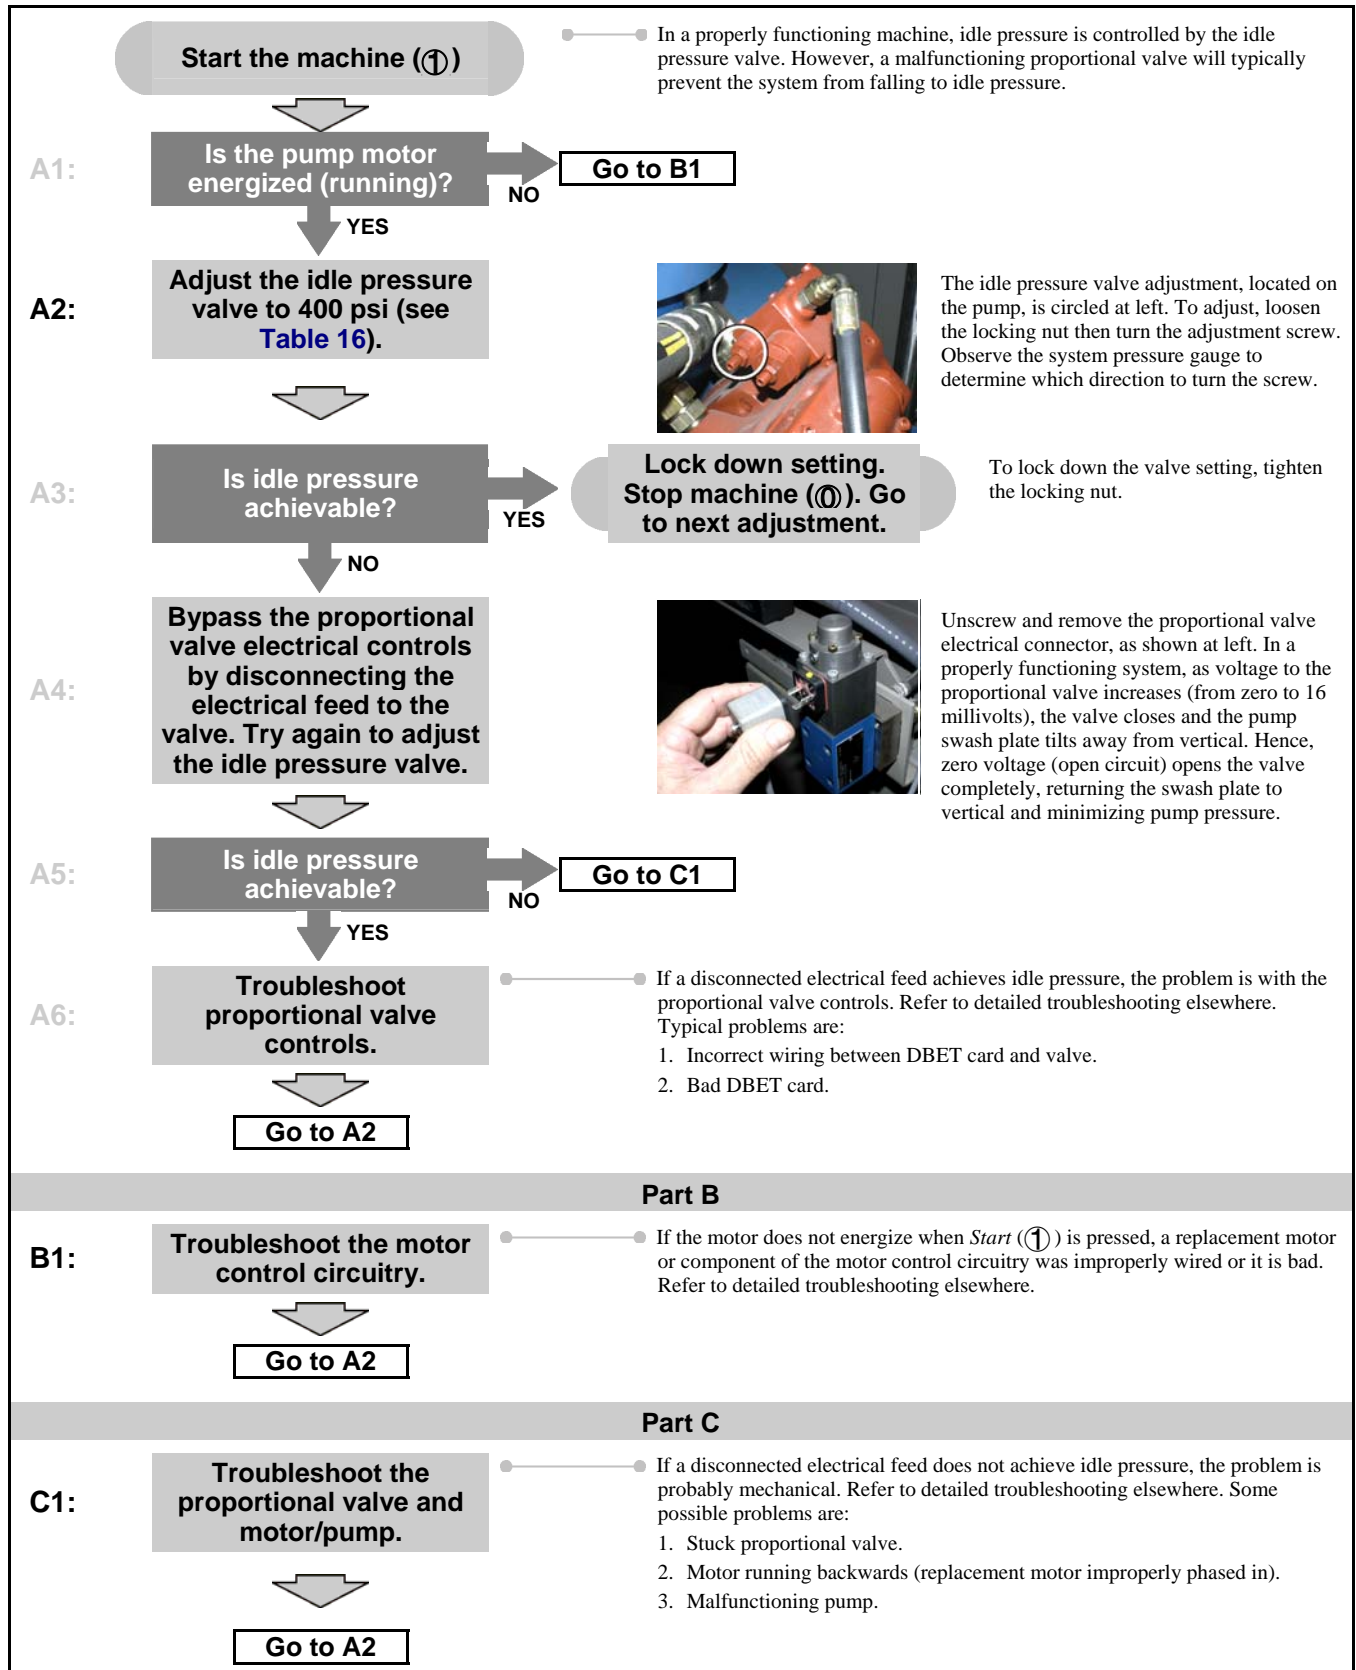 Start the machine (①)
In a properly functioning machine, idle pressure is controlled by the idle
pressure valve. However, a malfunctioning proportional valve will typically
prevent the system from falling to idle pressure.
A1:
Is the pump motor
energized (running)?
NO
Go to B1
YES
A2:
Adjust the idle pressure
valve to 400 psi (see
Table 16).
The idle pressure valve adjustment, located on
the pump, is circled at left. To adjust, loosen
the locking nut then turn the adjustment screw.
Observe the system pressure gauge to
determine which direction to turn the screw.
A3:
Is idle pressure
achievable?
YES
Lock down setting.
Stop machine (⓪). Go
to next adjustment.
To lock down the valve setting, tighten
the locking nut.
NO
A4:
Bypass the proportional
valve electrical controls
by disconnecting the
electrical feed to the
valve. Try again to adjust
the idle pressure valve.
Unscrew and remove the proportional valve
electrical connector, as shown at left. In a
properly functioning system, as voltage to the
proportional valve increases (from zero to 16
millivolts), the valve closes and the pump
swash plate tilts away from vertical. Hence,
zero voltage (open circuit) opens the valve
completely, returning the swash plate to
vertical and minimizing pump pressure.
A5:
Is idle pressure
achievable?
NO
Go to C1
YES
A6:
Troubleshoot
proportional valve
controls.
If a disconnected electrical feed achieves idle pressure, the problem is with the
proportional valve controls. Refer to detailed troubleshooting elsewhere.
Typical problems are:
1. Incorrect wiring between DBET card and valve.
2. Bad DBET card.
Go to A2
Part B
B1:
Troubleshoot the motor
control circuitry.
If the motor does not energize when Start (①) is pressed, a replacement motor
or component of the motor control circuitry was improperly wired or it is bad.
Refer to detailed troubleshooting elsewhere.
Go to A2
Part C
C1:
Troubleshoot the
proportional valve and
motor/pump.
If a disconnected electrical feed does not achieve idle pressure, the problem is
probably mechanical. Refer to detailed troubleshooting elsewhere. Some
possible problems are:
1. Stuck proportional valve.
2. Motor running backwards (replacement motor improperly phased in).
3. Malfunctioning pump.
Go to A2